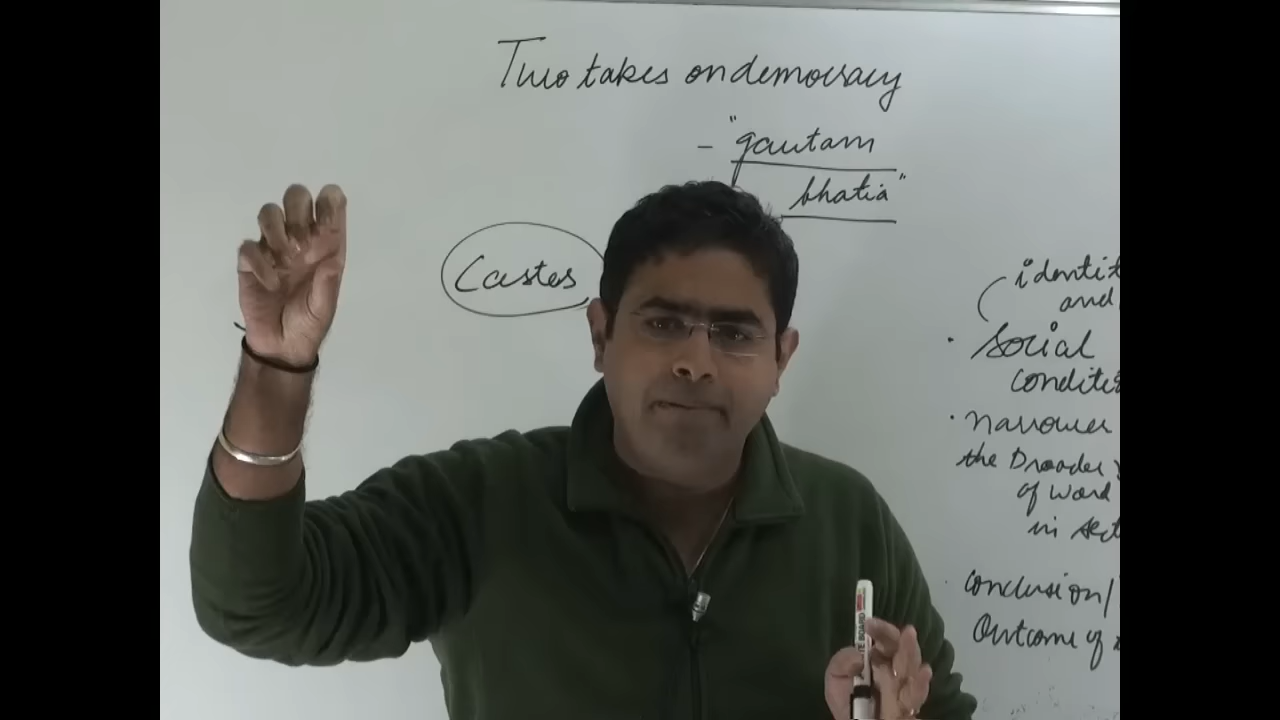 Two takes on democracy
- "gautam
bhatia"
Castes
identit
and
• Social
conditi
• Narrower
the Broader
of word
in sect
conclusion/
Outcome of